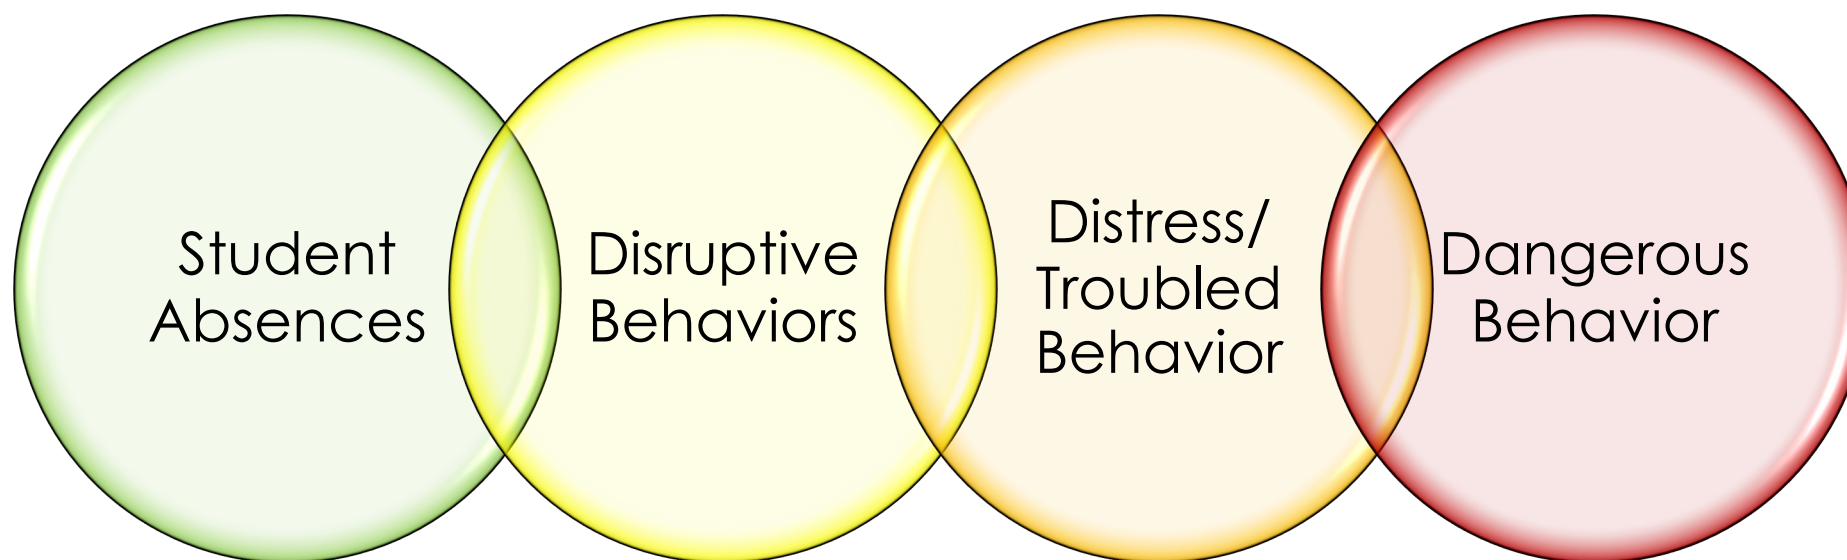 Student
Absences
Disruptive
Behaviors
Distress/
Troubled
Behavior
Dangerous
Behavior